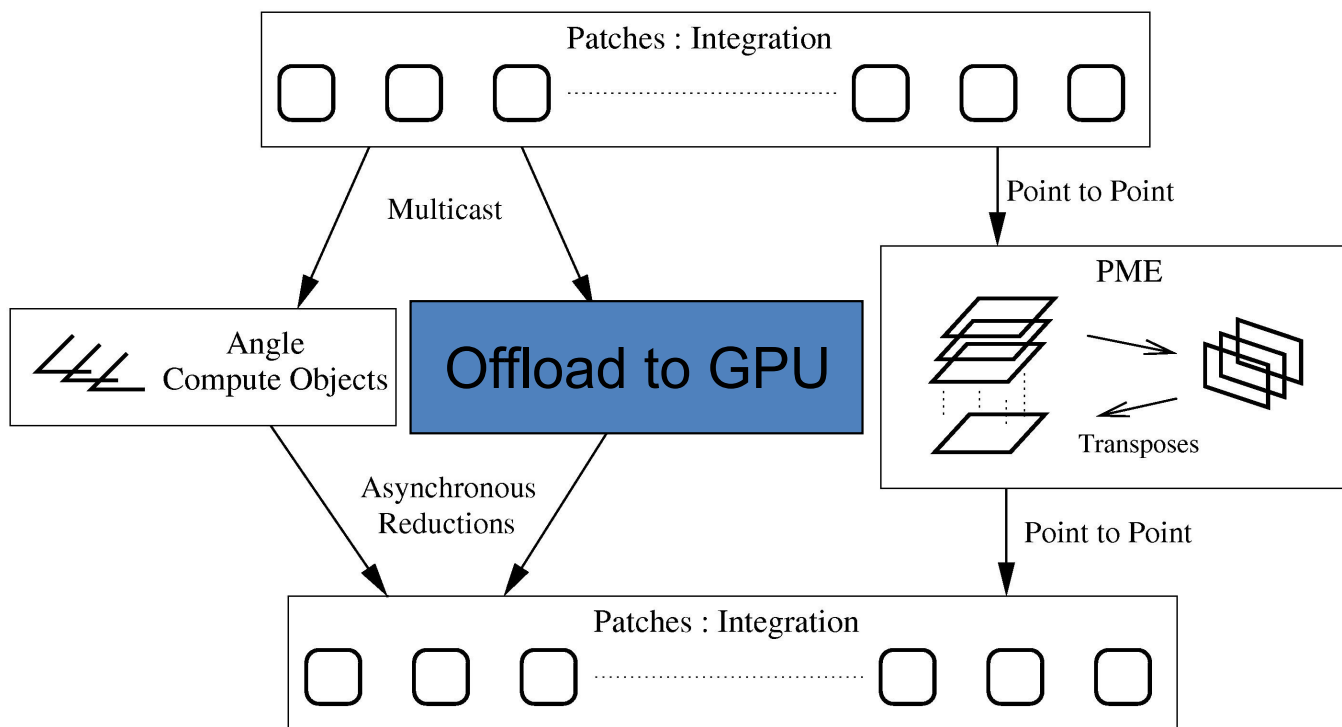 Patches : Integration
Multicast
Point to Point
PME
Angle
Compute Objects
Offload to GPU
Transposes
Asynchronous
Reductions
Point to Point
Patches : Integration